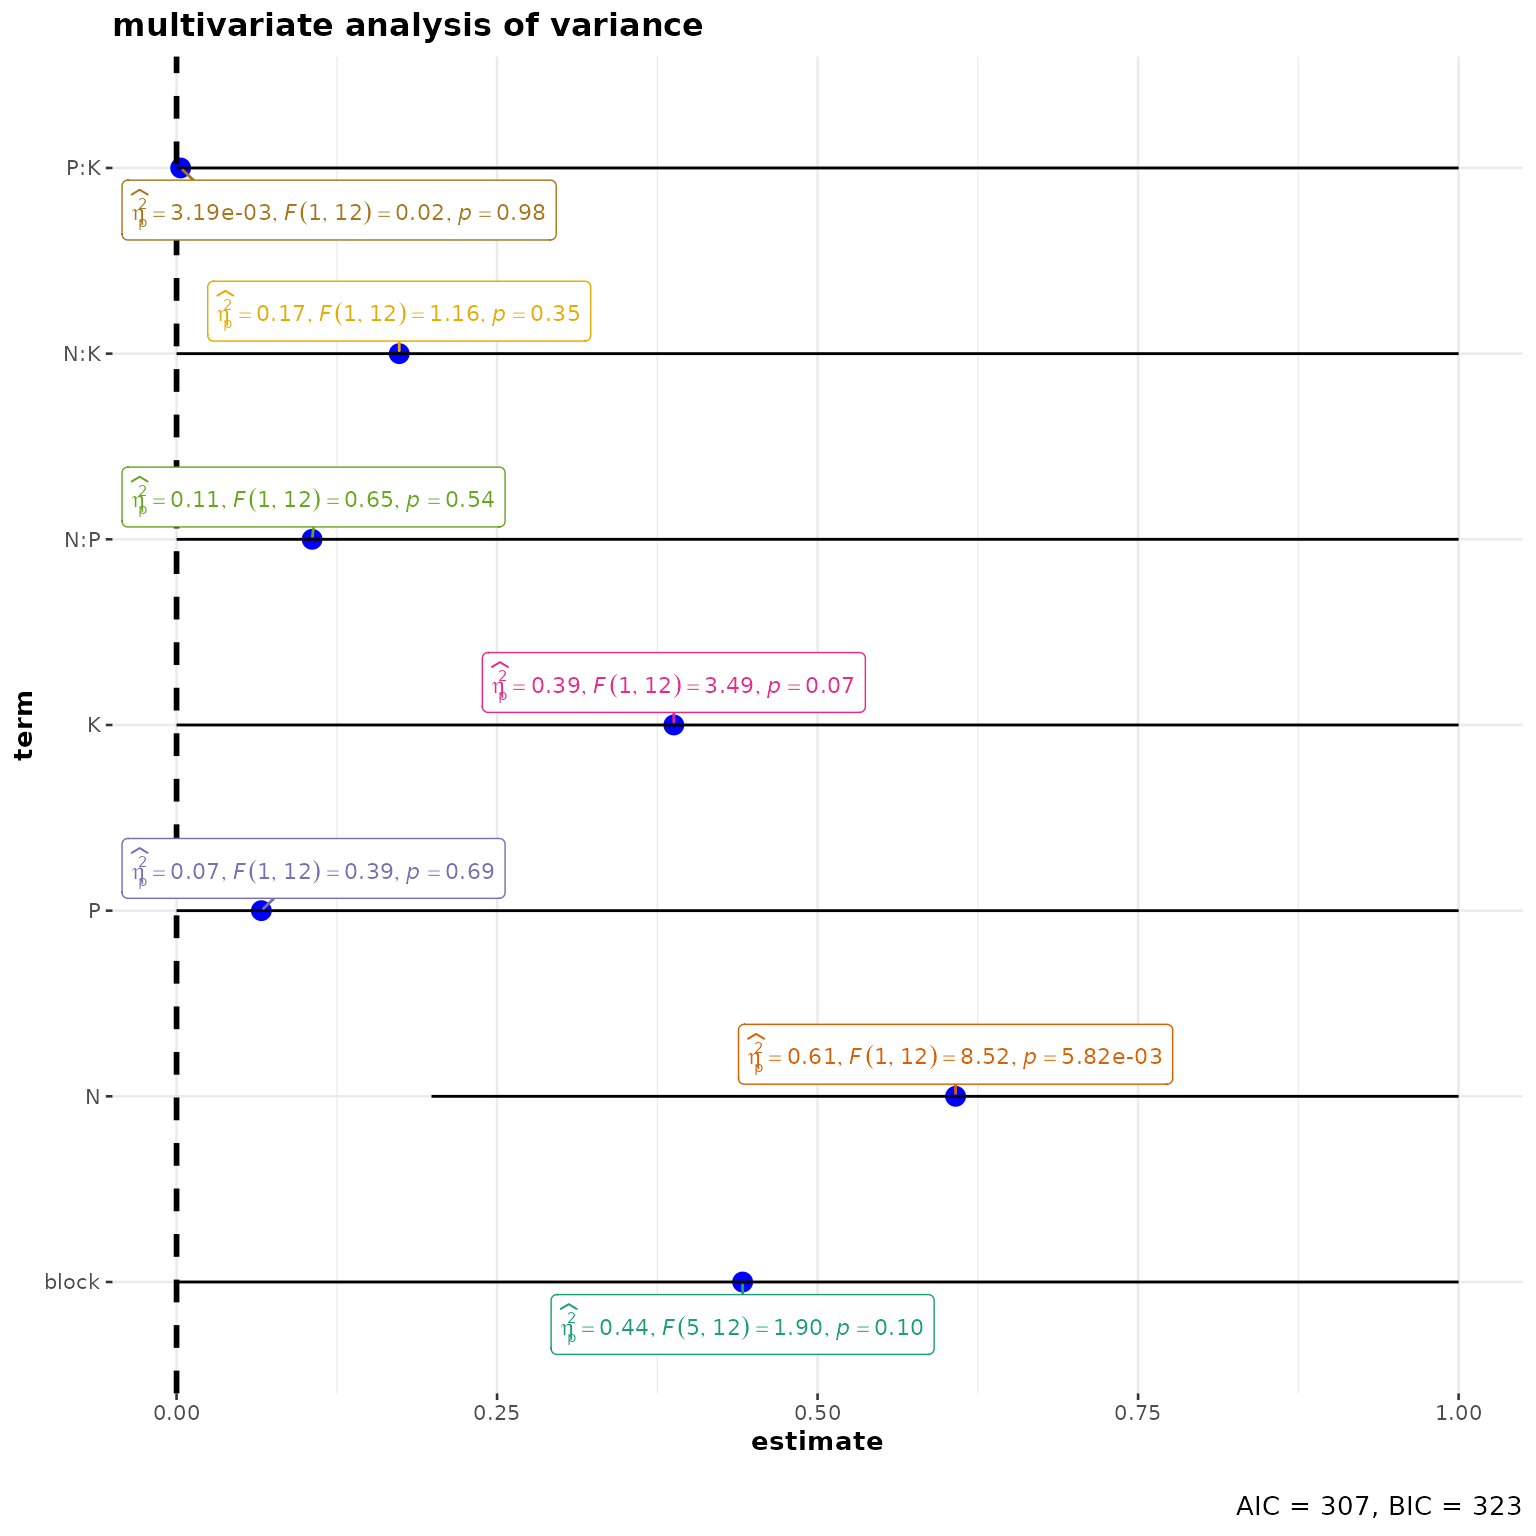 multivariate analysis of variance
P:K
η̂²ₚ = 3.19e-03, F(1, 12) = 0.02, p = 0.98
η̂²ₚ = 0.17, F(1, 12) = 1.16, p = 0.35
N:K
η̂²ₚ = 0.11, F(1, 12) = 0.65, p = 0.54
N:P
η̂²ₚ = 0.39, F(1, 12) = 3.49, p = 0.07
K
term
η̂²ₚ = 0.07, F(1, 12) = 0.39, p = 0.69
P
η̂²ₚ = 0.61, F(1, 12) = 8.52, p = 5.82e-03
N
block
η̂²ₚ = 0.44, F(5, 12) = 1.90, p = 0.10
0.00 0.25 0.50 0.75 1.00
estimate
AIC = 307, BIC = 323